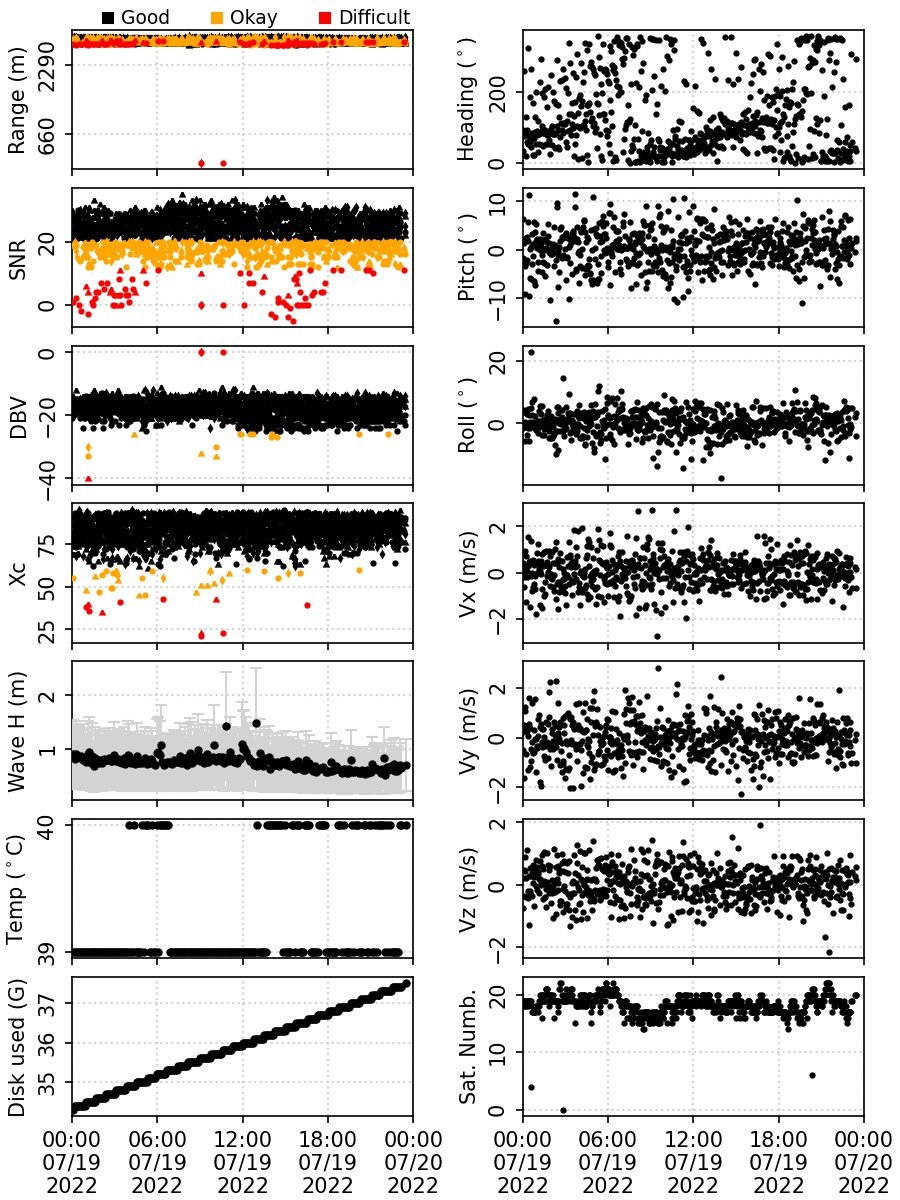 Good Okay Difficult
Range (m)
2290
660
Heading (°)
200
0
SNR
20
0
Pitch (°)
10
0
−10
DBV
0
−20
−40
Roll (°)
20
0
Xc
75
50
25
Vx (m/s)
2
0
−2
Wave H (m)
2
1
Vy (m/s)
2
0
−2
Temp (°C)
40
39
Vz (m/s)
2
0
−2
Disk used (G)
37
36
35
Sat. Numb.
20
10
0
00:00 06:00 12:00 18:00 00:00
07/19 07/19 07/19 07/19 07/20
2022 2022 2022 2022 2022
00:00 06:00 12:00 18:00 00:00
07/19 07/19 07/19 07/19 07/20
2022 2022 2022 2022 2022